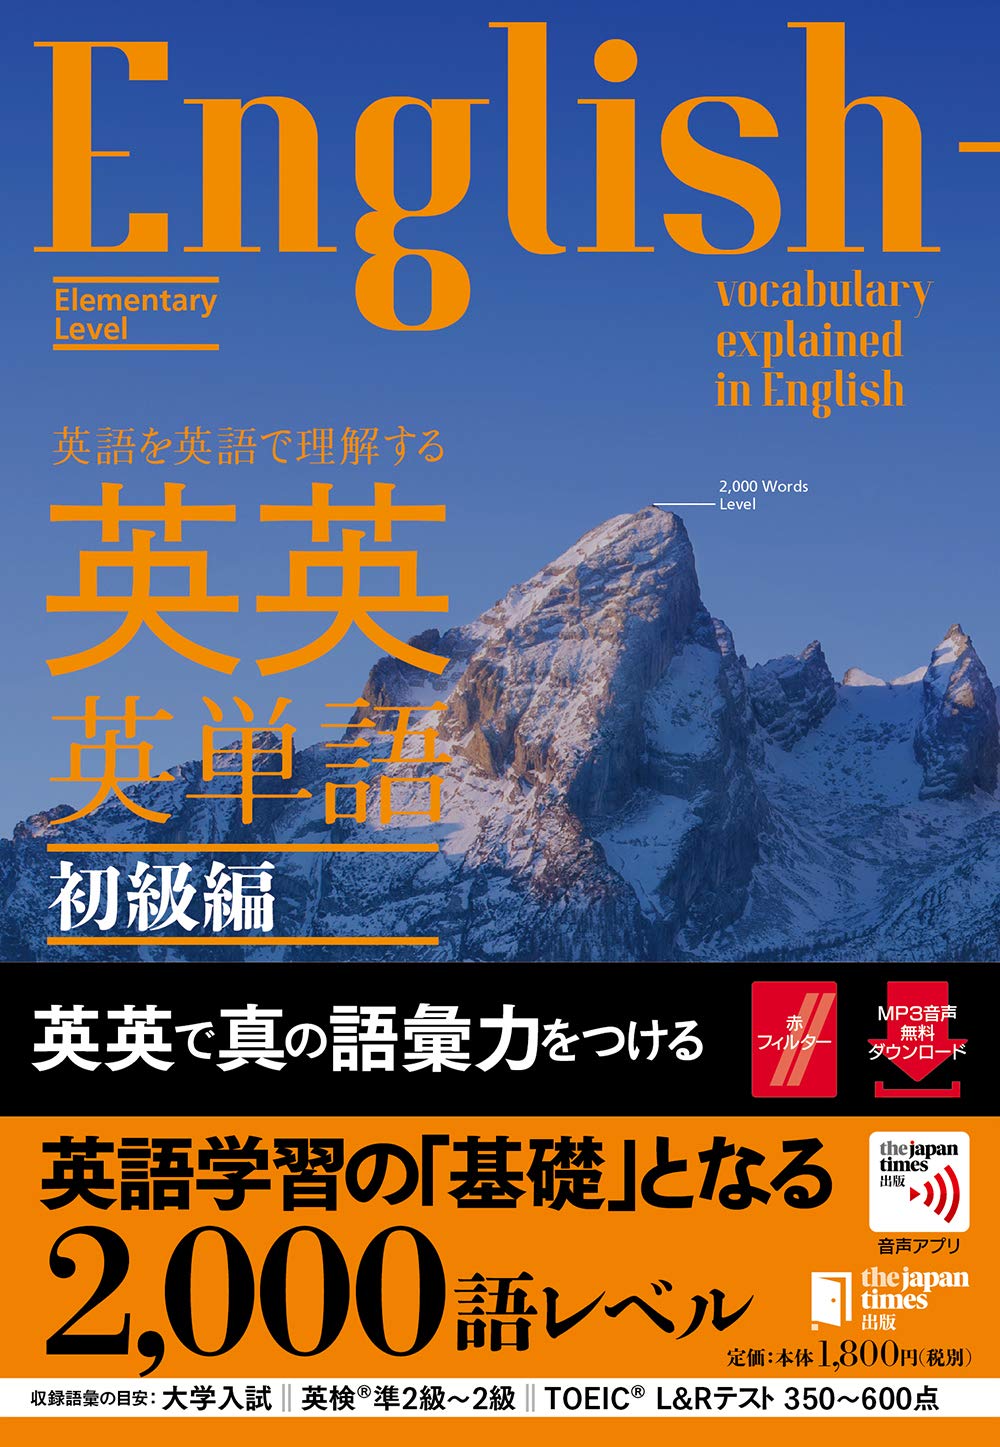 English-
Elementary
Level
vocabulary
explained
in English
英語を英語で理解する
英英
英単語
初級編
2,000 Words
Level
英英で真の語彙力をつける
赤
フィルター
MP3音声
無料
ダウンロード
英語学習の「基礎」となる
2,000語レベル
the japan
times
出版
音声アプリ
the japan
times
出版
定価:本体1,800円(税別)
収録語彙の目安: 大学入試 || 英検®準2級〜2級 || TOEIC® L&Rテスト 350〜600点